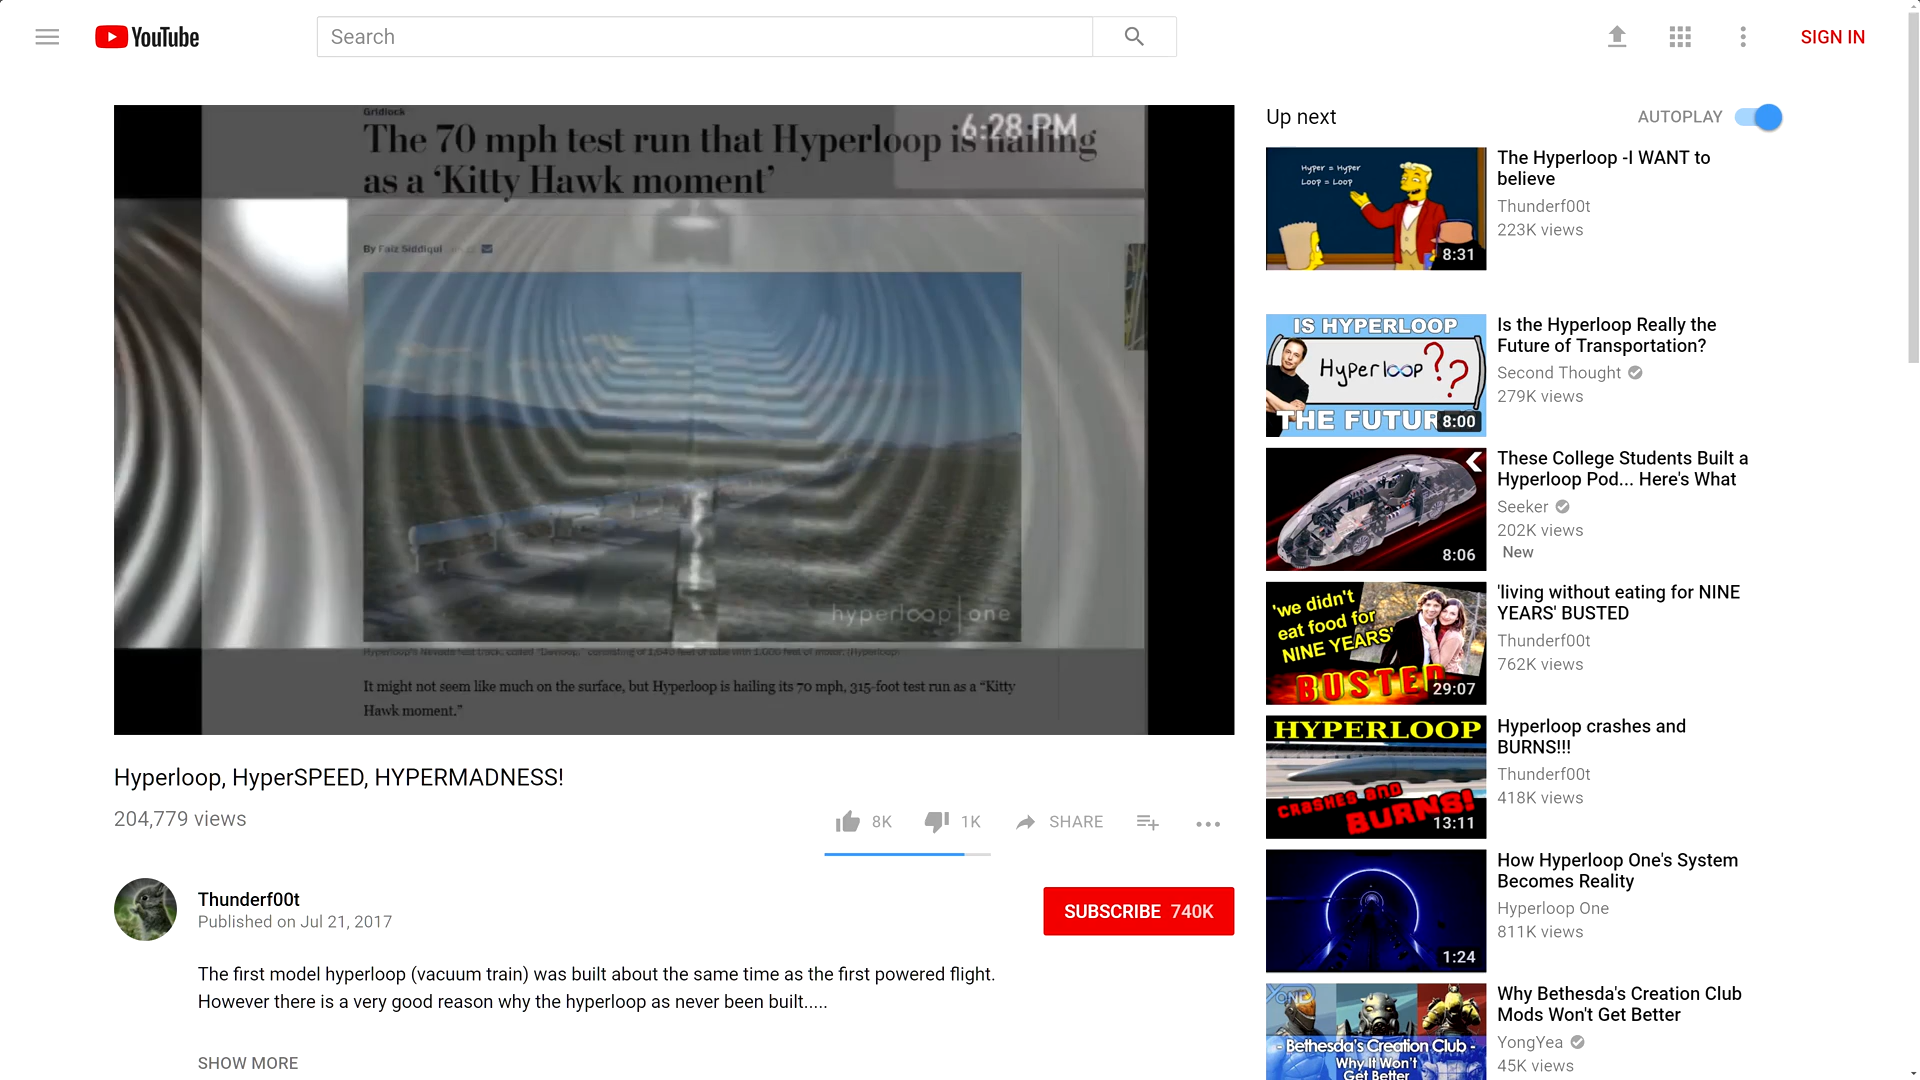 YouTube
Search
SIGN IN
Gridlock
The 70 mph test run that Hyperloop is hailing
as a ‘Kitty Hawk moment’
6:28 PM
By Faiz Siddiqui
hyperloop one
It might not seem like much on the surface, but Hyperloop is hailing its 70 mph, 315-foot test run as a “Kitty
Hawk moment.”
Hyperloop, HyperSPEED, HYPERMADNESS!
204,779 views
8K
1K
SHARE
Thunderf00t
Published on Jul 21, 2017
SUBSCRIBE 740K
The first model hyperloop (vacuum train) was built about the same time as the first powered flight.
However there is a very good reason why the hyperloop as never been built.....
SHOW MORE
Up next
AUTOPLAY
Hyper = Hyper
Loop = Loop
8:31
The Hyperloop -I WANT to
believe
Thunderf00t
223K views
IS HYPERLOOP
Hyperloop ??
THE FUTUR
8:00
Is the Hyperloop Really the
Future of Transportation?
Second Thought
279K views
8:06
These College Students Built a
Hyperloop Pod... Here's What
Seeker
202K views
New
'we didn't
eat food for
NINE YEARS'
BUSTED
29:07
'living without eating for NINE
YEARS' BUSTED
Thunderf00t
762K views
HYPERLOOP
CRASHES AND
BURNS!
13:11
Hyperloop crashes and
BURNS!!!
Thunderf00t
418K views
1:24
How Hyperloop One's System
Becomes Reality
Hyperloop One
811K views
- Bethesda's Creation Club -
Why It Won't
Get Better
Why Bethesda's Creation Club
Mods Won't Get Better
YongYea
45K views